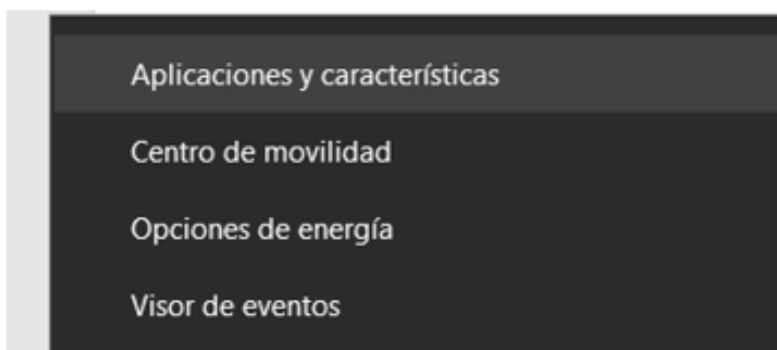 Aplicaciones y características
Centro de movilidad
Opciones de energía
Visor de eventos